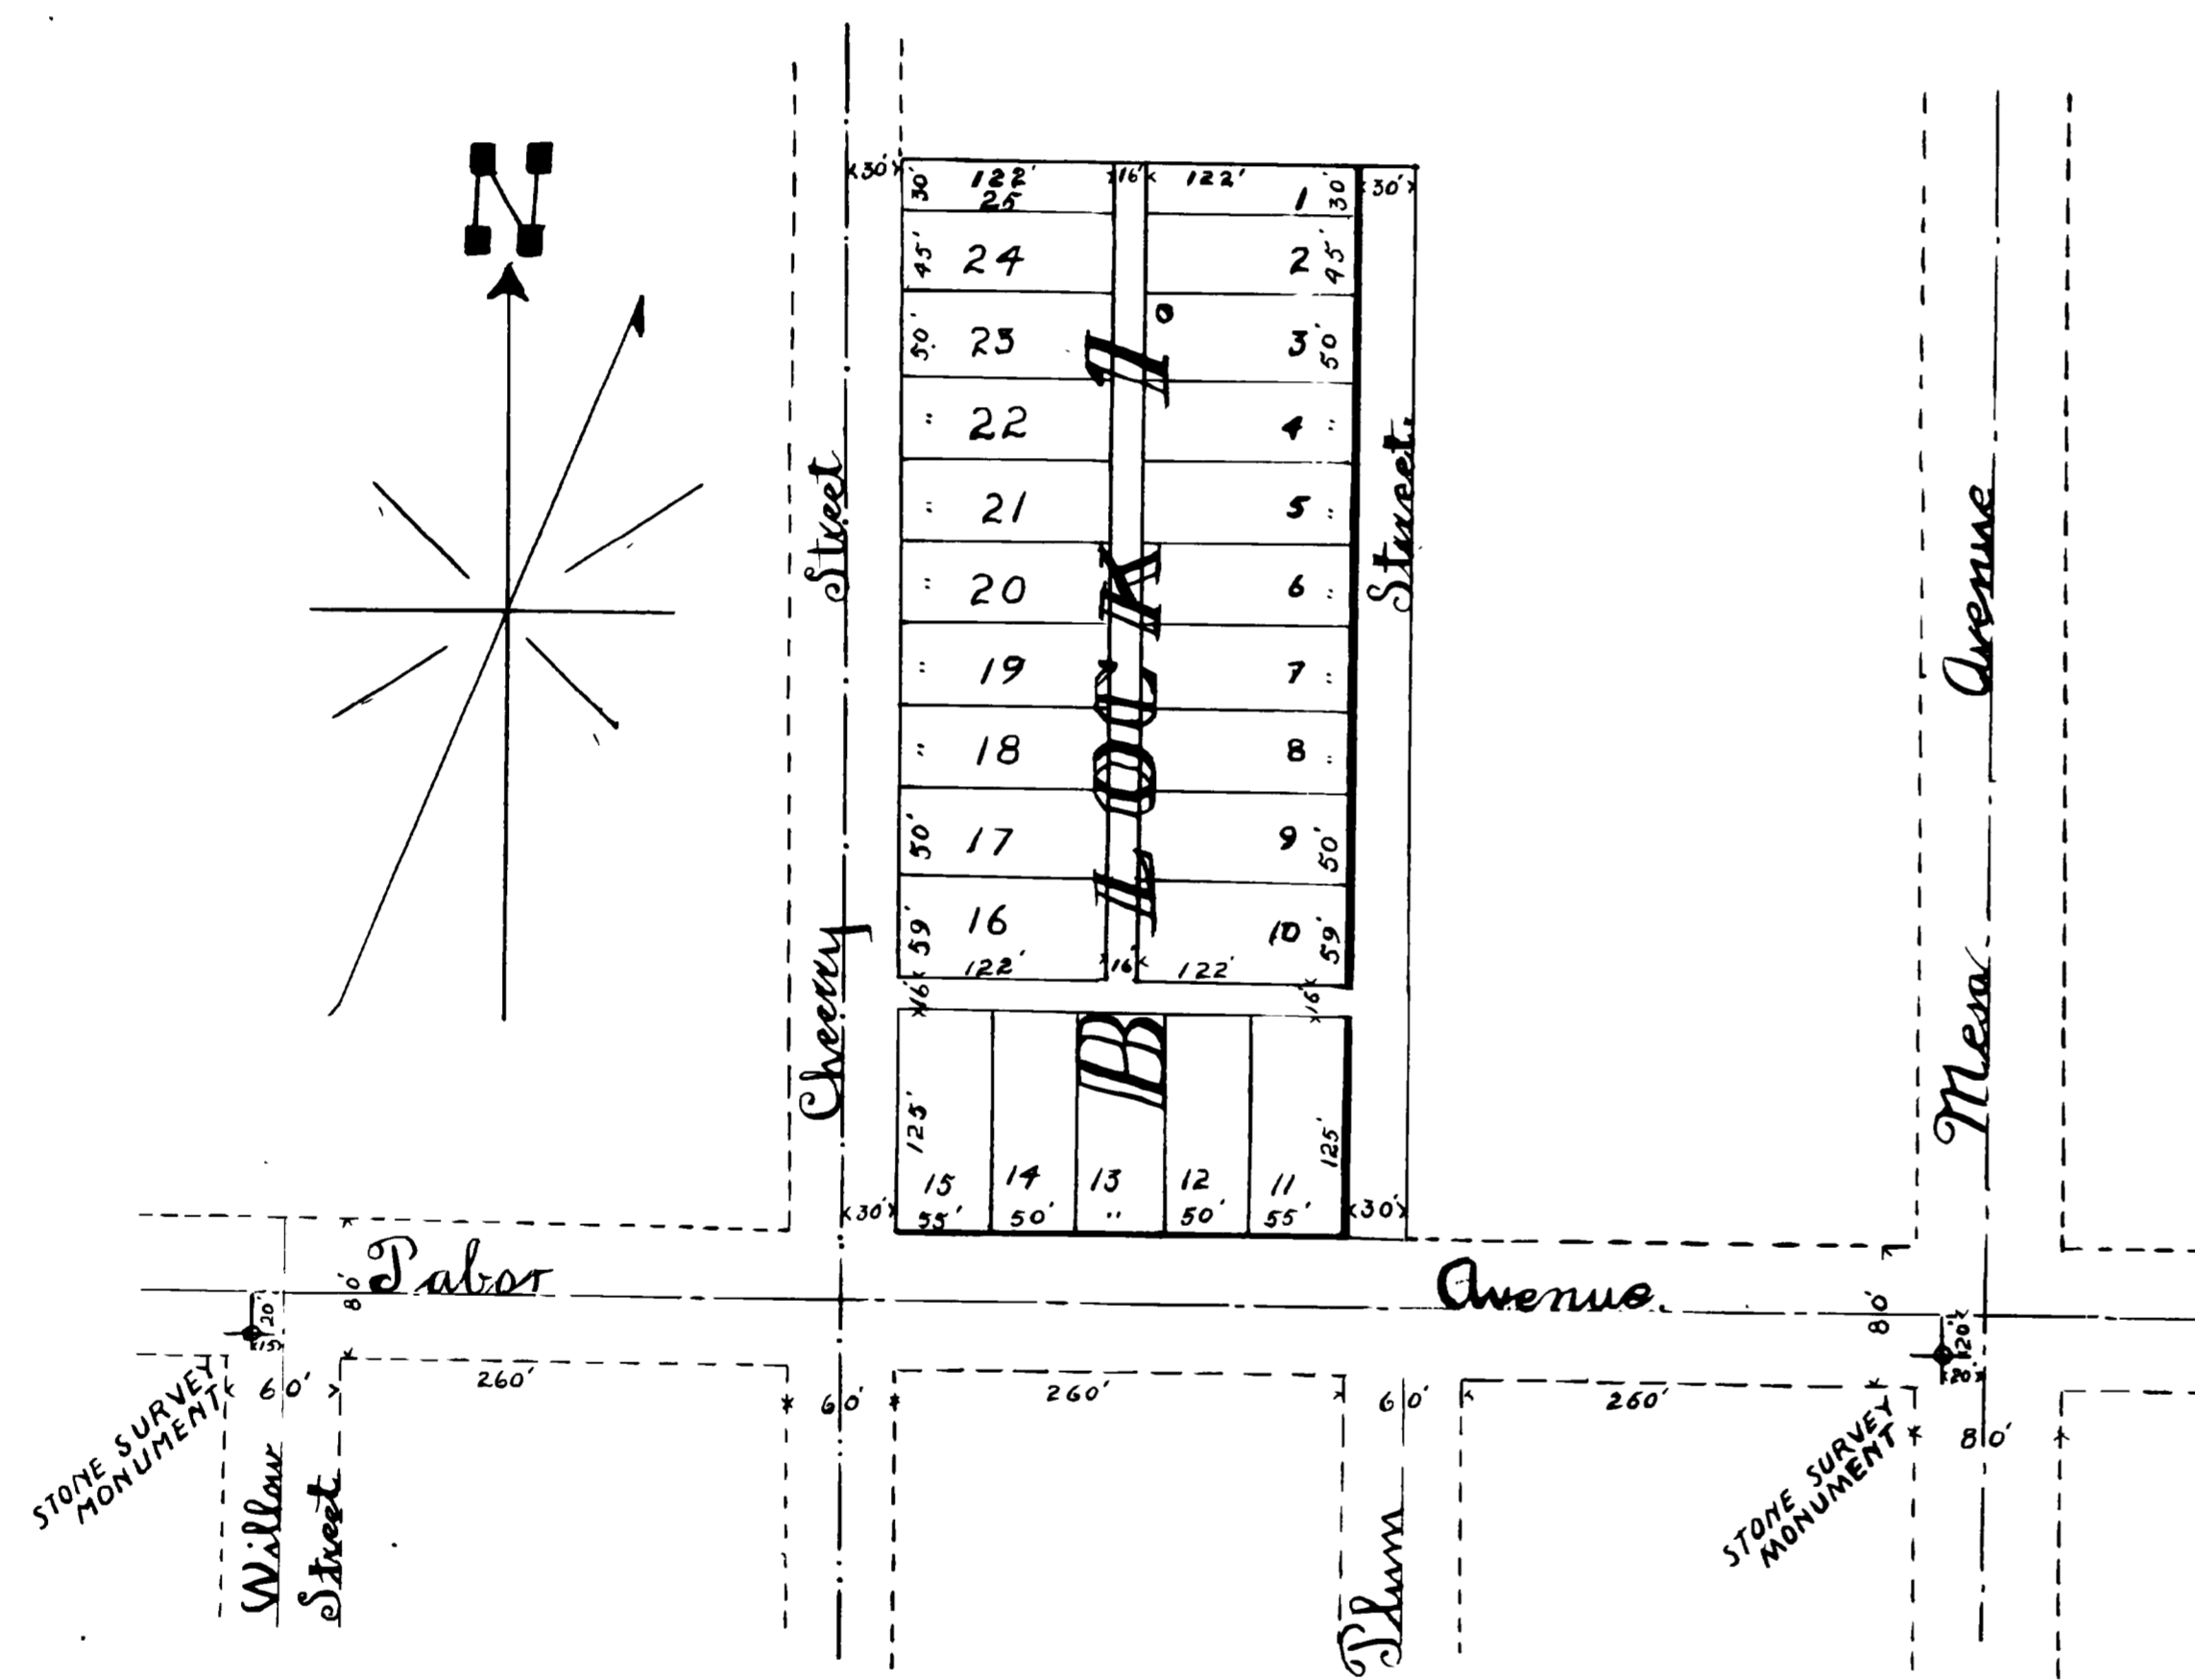 N
30' 30' 122' 16' 122' 1 30' 30'
25
45' 24 2 45'
50' 23 3 50'
" 22 4 "
" 21 5 "
" 20 6 "
" 19 7 "
" 18 8 "
50' 17 9 50'
59' 16 10 59'
122' 16' 122'
16' 16'
BLOCK 1
Cherry Street
Street.
Mesa Avenue
125' 125'
15 14 13 12 11
30' 55' 50' " 50' 55' 30'
Pabor Avenue.
80' 80'
20' 20'
15' 20'
60' 260' 60' 260' 60' 260' 80'
STONE SURVEY
MONUMENT
STONE SURVEY
MONUMENT
Willow
Street
Plum